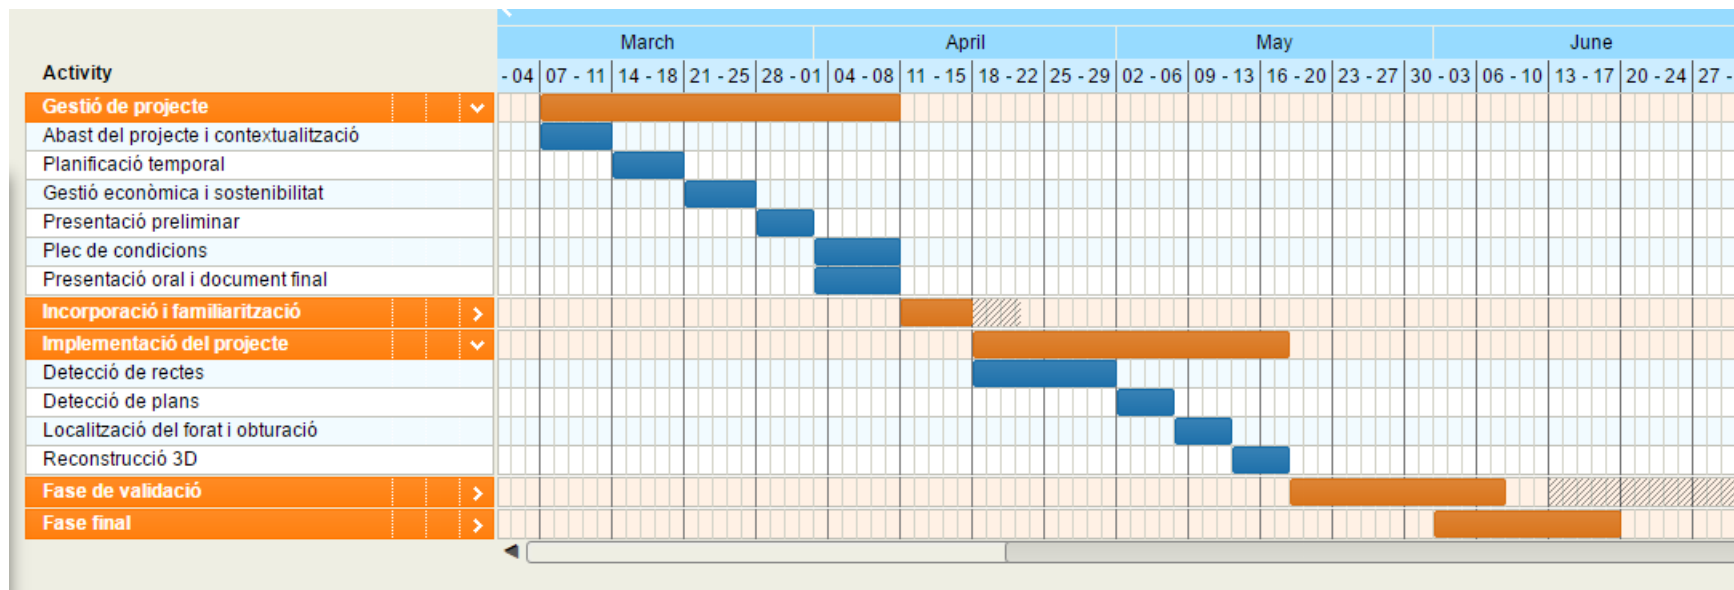 March April May June
Activity - 04 07 - 11 14 - 18 21 - 25 28 - 01 04 - 08 11 - 15 18 - 22 25 - 29 02 - 06 09 - 13 16 - 20 23 - 27 30 - 03 06 - 10 13 - 17 20 - 24 27 -
Gestió de projecte
Abast del projecte i contextualització
Planificació temporal
Gestió econòmica i sostenibilitat
Presentació preliminar
Plec de condicions
Presentació oral i document final
Incorporació i familiarització
Implementació del projecte
Detecció de rectes
Detecció de plans
Localització del forat i obturació
Reconstrucció 3D
Fase de validació
Fase final